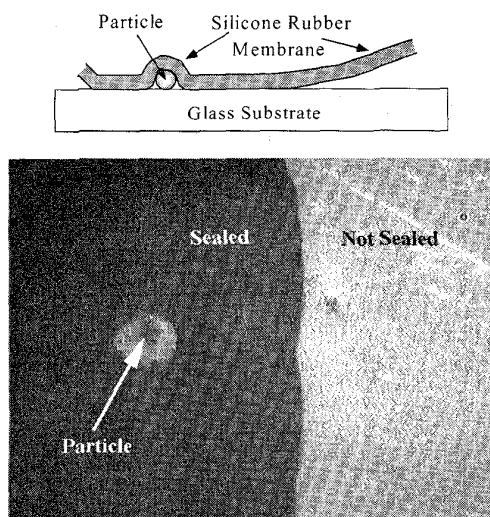 Particle
Silicone Rubber
Membrane
Glass Substrate
Sealed
Not Sealed
Particle